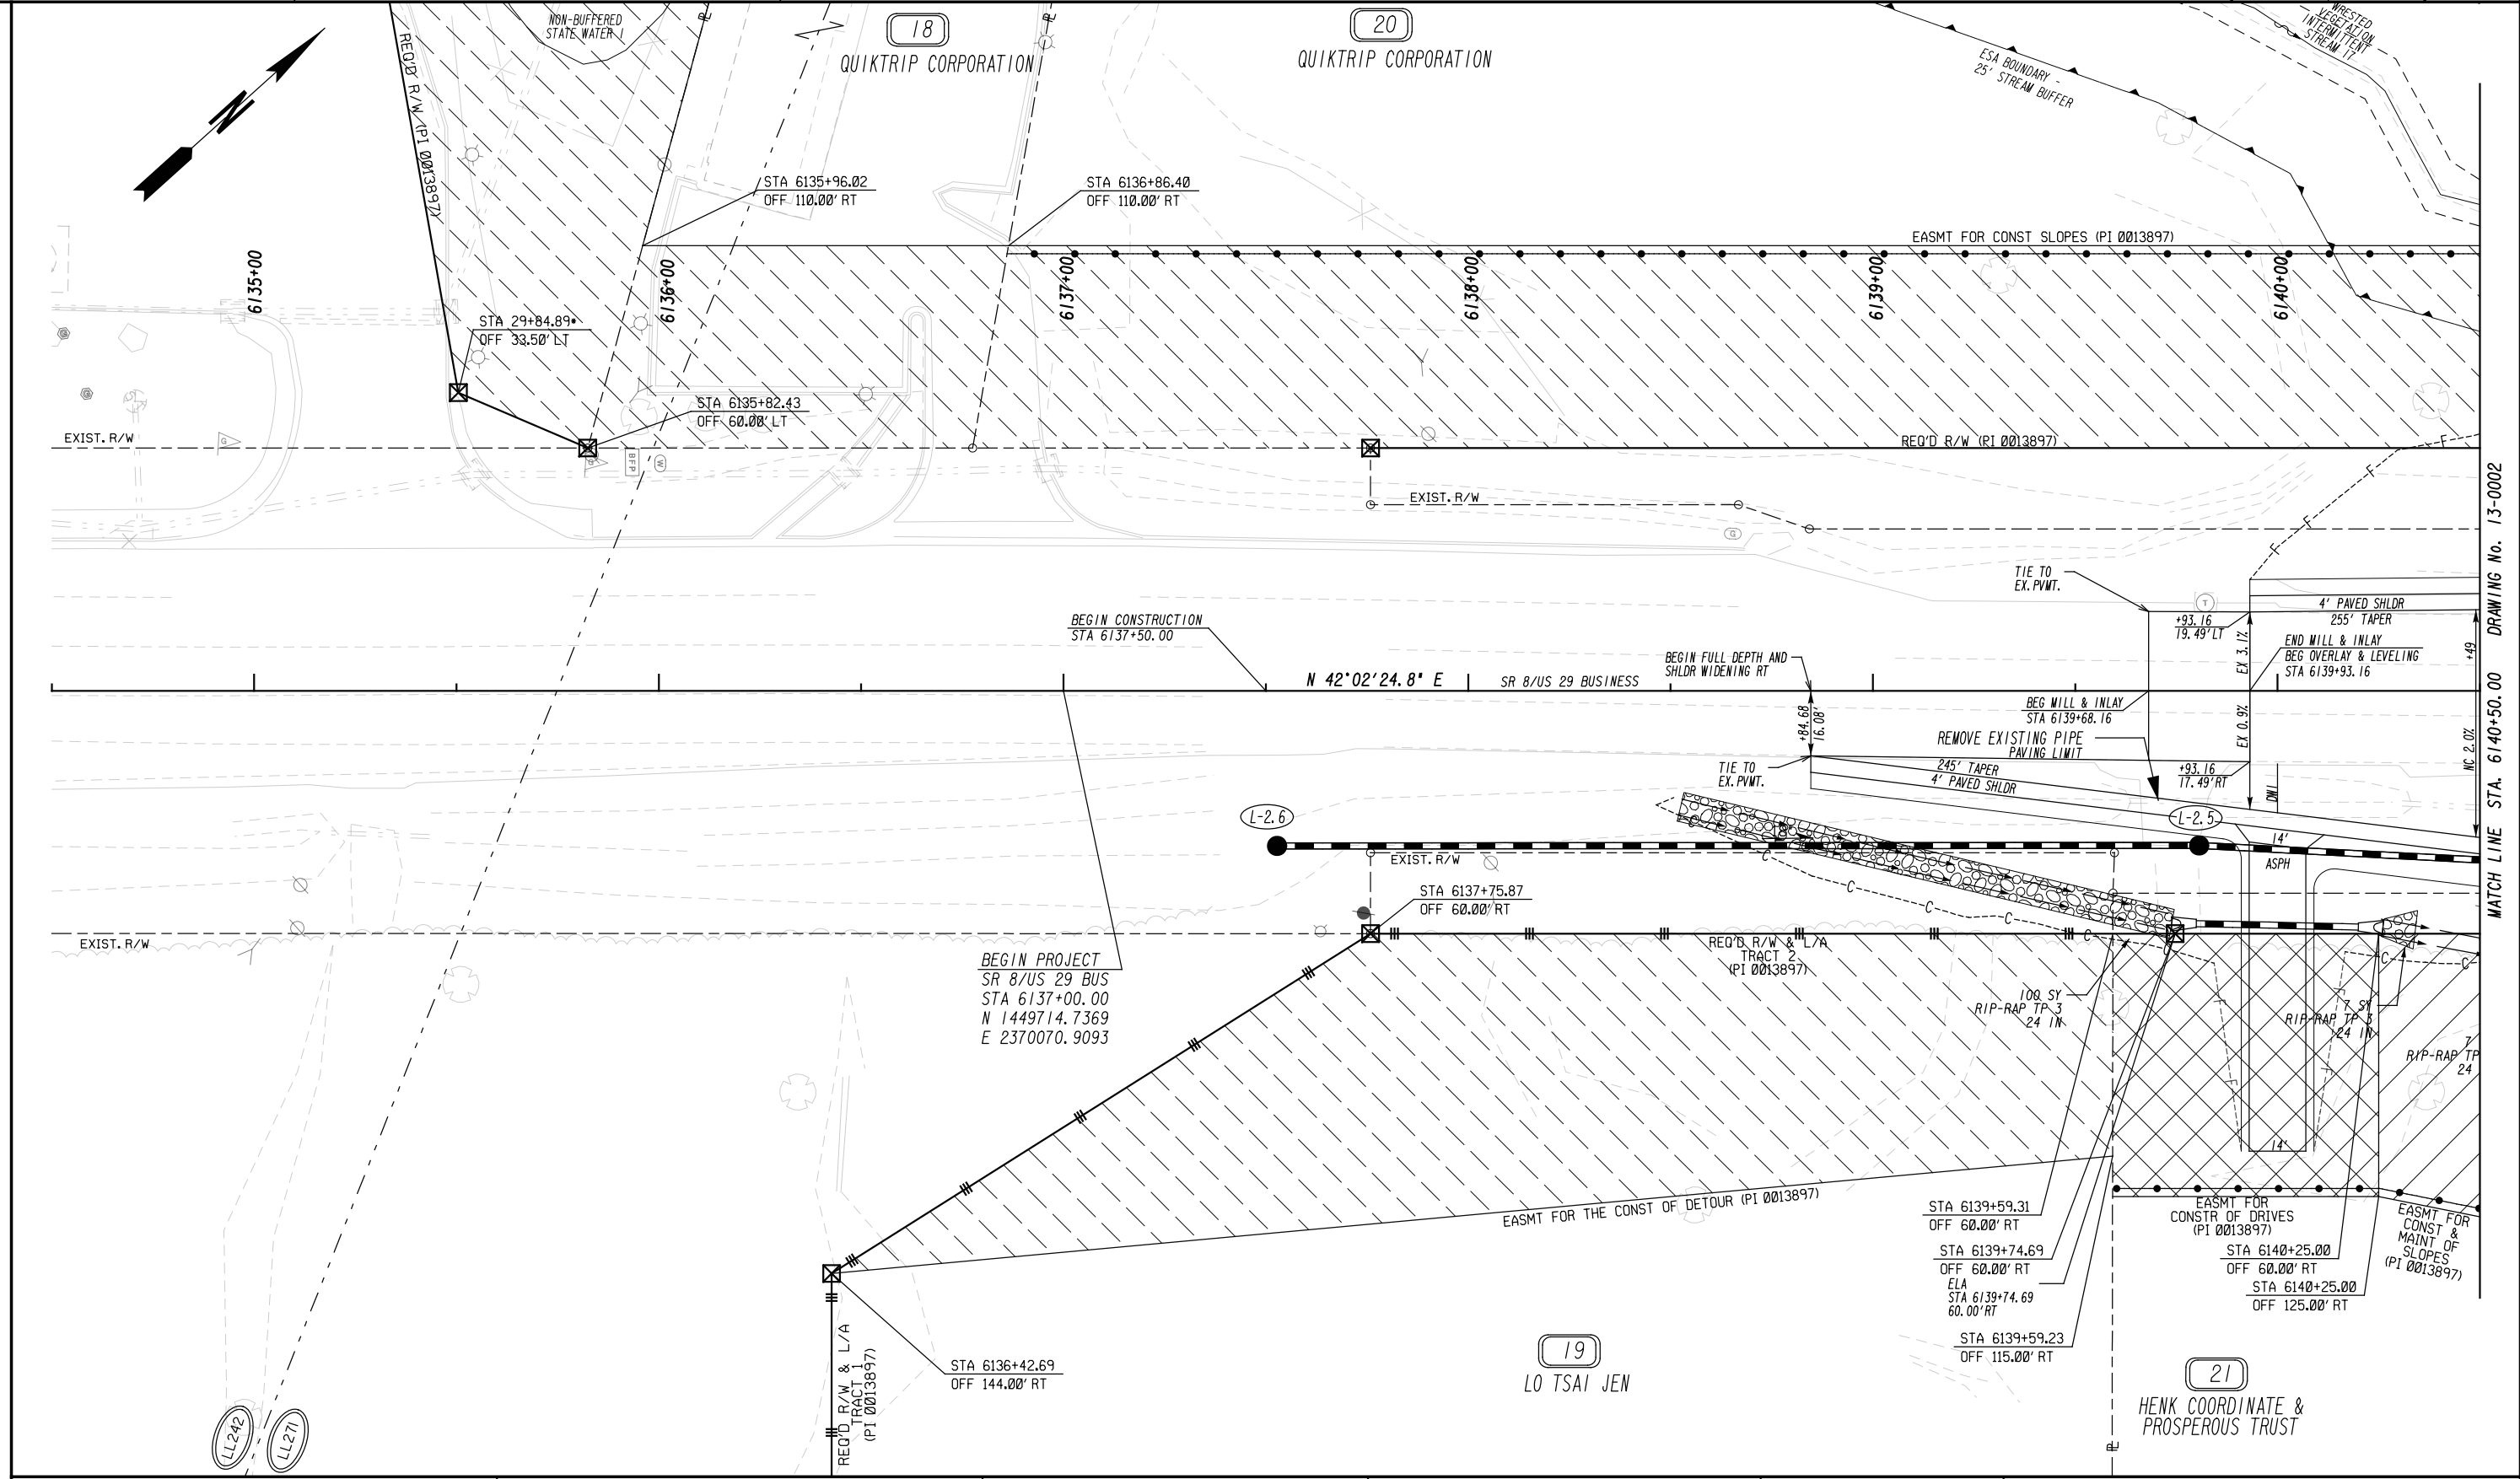 NON-BUFFERED
STATE WATER 1
18
QUIKTRIP CORPORATION
20
QUIKTRIP CORPORATION
WRESTED
VEGETATION
INTERMITTENT
STREAM 17
ESA BOUNDARY -
25' STREAM BUFFER
N
REQ'D R/W (PI 0013897)
STA 6135+96.02
OFF 110.00' RT
STA 6136+86.40
OFF 110.00' RT
EASMT FOR CONST SLOPES (PI 0013897)
6135+00
6136+00
6137+00
6138+00
6139+00
6140+00
STA 29+84.89•
OFF 33.50' LT
STA 6135+82.43
OFF 60.00' LT
EXIST. R/W
G
G
BFP
W
REQ'D R/W (PI 0013897)
EXIST. R/W
G
F
F
F
F
TIE TO
EX. PVMT.
T
+93.16
19.49' LT
4' PAVED SHLDR
255' TAPER
EX 3.1%
END MILL & INLAY
BEG OVERLAY & LEVELING
STA 6139+93.16
+49
BEGIN CONSTRUCTION
STA 6137+50.00
BEGIN FULL DEPTH AND
SHLDR WIDENING RT
N 42°02'24.8" E
SR 8/US 29 BUSINESS
+84.68
16.08'
BEG MILL & INLAY
STA 6139+68.16
EX 0.9%
NC 2.0%
REMOVE EXISTING PIPE
PAVING LIMIT
TIE TO
EX. PVMT.
245' TAPER
4' PAVED SHLDR
+93.16
17.49' RT
DW1
L-2.6
L-2.5
14'
ASPH
EXIST. R/W
STA 6137+75.87
OFF 60.00' RT
EXIST. R/W
C
C
C
C
C
C
C
REQ'D R/W & L/A
TRACT 2
(PI 0013897)
BEGIN PROJECT
SR 8/US 29 BUS
STA 6137+00.00
N 1449714.7369
E 2370070.9093
100 SY
RIP-RAP TP 3
24 IN
7 SY
RIP-RAP TP 3
24 IN
7
RIP-RAP TP
24
14'
EASMT FOR THE CONST OF DETOUR (PI 0013897)
STA 6139+59.31
OFF 60.00' RT
STA 6139+74.69
OFF 60.00' RT
ELA
STA 6139+74.69
60.00'RT
STA 6139+59.23
OFF 115.00' RT
EASMT FOR
CONSTR OF DRIVES
(PI 0013897)
STA 6140+25.00
OFF 60.00' RT
STA 6140+25.00
OFF 125.00' RT
EASMT FOR
CONST &
MAINT OF
SLOPES
(PI 0013897)
STA 6136+42.69
OFF 144.00' RT
REQ'D R/W & L/A
TRACT 1
(PI 0013897)
LL242
LL271
19
LO TSAI JEN
21
HENK COORDINATE &
PROSPEROUS TRUST
MATCH LINE STA. 6140+50.00 DRAWING No. 13-0002